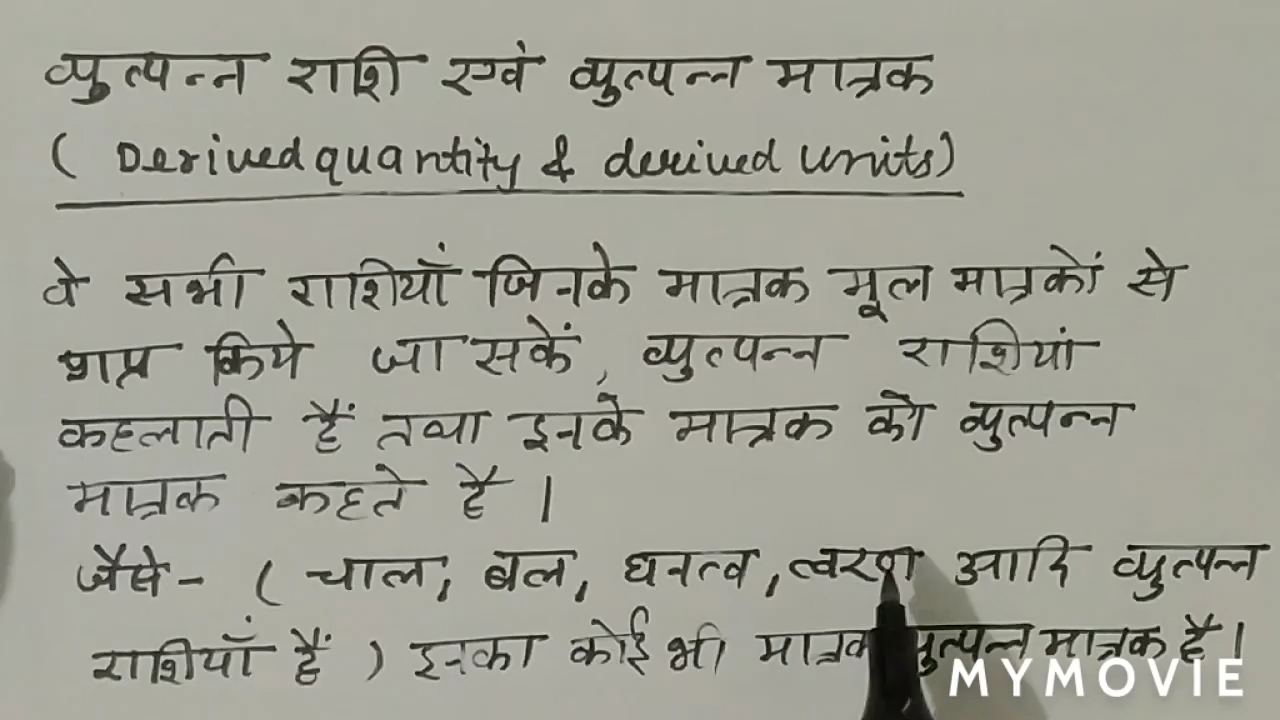 व्युत्पन्न राशि एवं व्युत्पन्न मात्रक
( Derived quantity & derived units)
वे सभी राशियाँ जिनके मात्रक मूल मात्रकों से
प्राप्त किये जा सकें, व्युत्पन्न राशियां
कहलाती हैं तथा इनके मात्रक को व्युत्पन्न
मात्रक कहते है ।
जैसे - ( चाल, बल, घनत्व, त्वरण आदि व्युत्पन्न
राशियाँ हैं ) इनका कोई भी मात्रक व्युत्पन्न मात्रक है ।
MYMOVIE